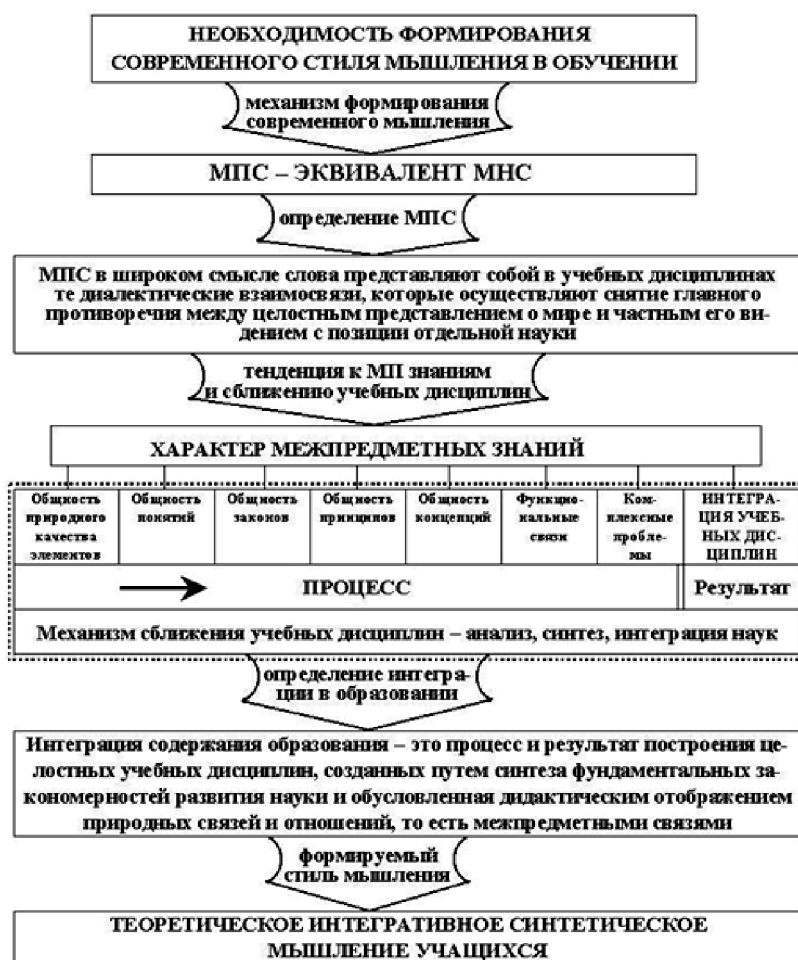 НЕОБХОДИМОСТЬ ФОРМИРОВАНИЯ
СОВРЕМЕННОГО СТИЛЯ МЫШЛЕНИЯ В ОБУЧЕНИИ
механизм формирования
современного мышления
МПС – ЭКВИВАЛЕНТ МНС
определение МПС
МПС в широком смысле слова представляют собой в учебных дисциплинах
те диалектические взаимосвязи, которые осуществляют снятие главного
противоречия между целостным представлением о мире и частным его ви-
дением с позиции отдельной науки
тенденция к МП знаниям
и сближению учебных дисциплин
ХАРАКТЕР МЕЖПРЕДМЕТНЫХ ЗНАНИЙ
Общность
природного
качества
элементов
Общность
понятий
Общность
законов
Общность
принципов
Общность
концепций
Функцио-
нальные
связи
Ком-
плексные
пробле-
мы
ИНТЕГРА-
ЦИЯ УЧЕБ-
НЫХ ДИС-
ЦИПЛИН
ПРОЦЕСС
Результат
Механизм сближения учебных дисциплин – анализ, синтез, интеграция наук
определение интегра-
ции в образовании
Интеграция содержания образования – это процесс и результат построения це-
лостных учебных дисциплин, созданных путем синтеза фундаментальных за-
кономерностей развития науки и обусловленная дидактическим отображением
природных связей и отношений, то есть межпредметными связями
формируемый
стиль мышления
ТЕОРЕТИЧЕСКОЕ ИНТЕГРАТИВНОЕ СИНТЕТИЧЕСКОЕ
МЫШЛЕНИЕ УЧАЩИХСЯ